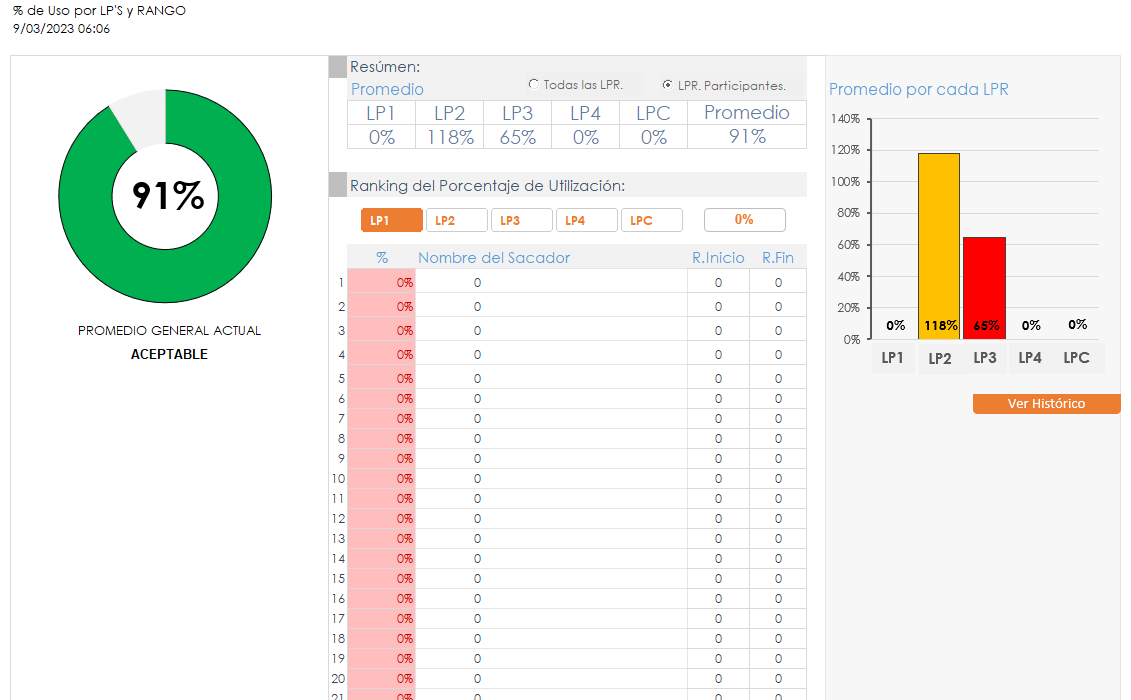 % de Uso por LP'S y RANGO
9/03/2023 06:06
91%
PROMEDIO GENERAL ACTUAL
ACEPTABLE
Resúmen:
Promedio
Todas las LPR.
LPR. Participantes.
LP1 LP2 LP3 LP4 LPC Promedio
0% 118% 65% 0% 0% 91%
Ranking del Porcentaje de Utilización:
LP1 LP2 LP3 LP4 LPC 0%
% Nombre del Sacador R.Inicio R.Fin
1 0% 0 0 0
2 0% 0 0 0
3 0% 0 0 0
4 0% 0 0 0
5 0% 0 0 0
6 0% 0 0 0
7 0% 0 0 0
8 0% 0 0 0
9 0% 0 0 0
10 0% 0 0 0
11 0% 0 0 0
12 0% 0 0 0
13 0% 0 0 0
14 0% 0 0 0
15 0% 0 0 0
16 0% 0 0 0
17 0% 0 0 0
18 0% 0 0 0
19 0% 0 0 0
20 0% 0 0 0
21 0% 0 0 0
Promedio por cada LPR
140%
120%
100%
80%
60%
40%
20%
0%
0% 118% 65% 0% 0%
LP1 LP2 LP3 LP4 LPC
Ver Histórico